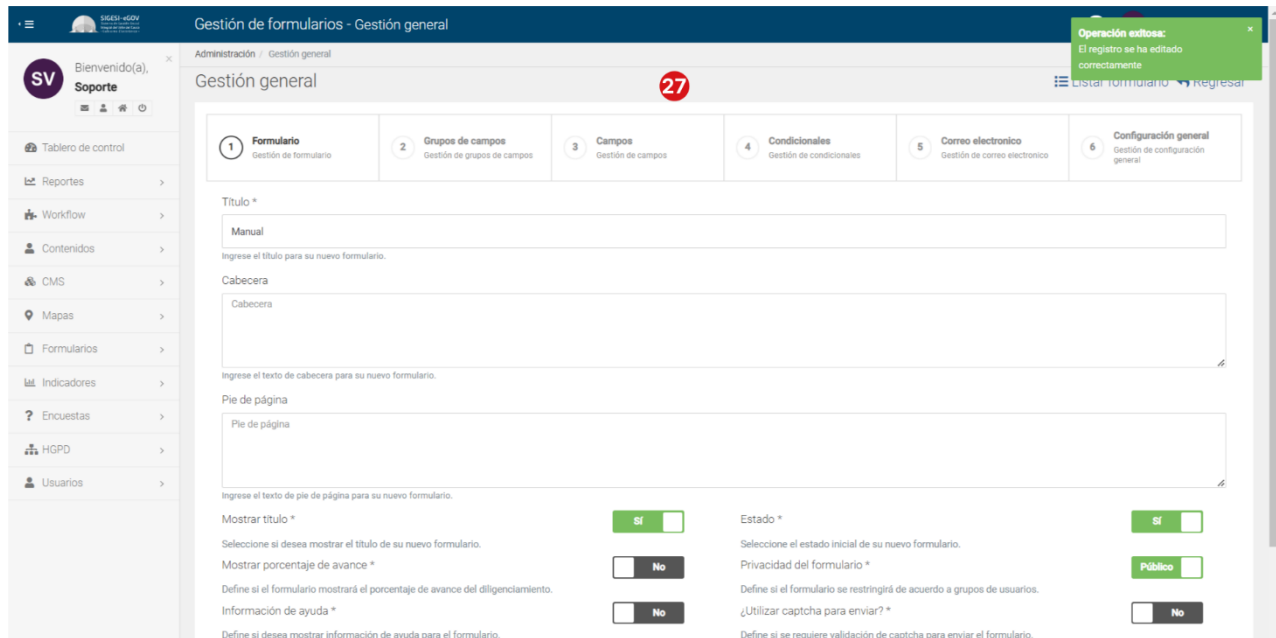 SIGESI-eGOV
Gestión de formularios - Gestión general
Operación exitosa:
×
El registro se ha editado
correctamente
SV
Bienvenido(a),
×
Soporte
Administración / Gestión general
Gestión general
27
Listar formulario
Regresar
Tablero de control
Reportes
Workflow
Contenidos
CMS
Mapas
Formularios
Indicadores
Encuestas
HGPD
Usuarios
1 Formulario
Gestión de formulario
2 Grupos de campos
Gestión de grupos de campos
3 Campos
Gestión de campos
4 Condicionales
Gestión de condicionales
5 Correo electronico
Gestión de correo electronico
6 Configuración general
Gestión de configuración
general
Título *
Manual
Ingrese el título para su nuevo formulario.
Cabecera
Cabecera
Ingrese el texto de cabecera para su nuevo formulario.
Pie de página
Pie de página
Ingrese el texto de pie de página para su nuevo formulario.
Mostrar título *
Sí
Seleccione si desea mostrar el título de su nuevo formulario.
Estado *
Sí
Seleccione el estado inicial de su nuevo formulario.
Mostrar porcentaje de avance *
No
Define si el formulario mostrará el porcentaje de avance del diligenciamiento.
Privacidad del formulario *
Público
Define si el formulario se restringirá de acuerdo a grupos de usuarios.
Información de ayuda *
No
Define si desea mostrar información de ayuda para el formulario.
¿Utilizar captcha para enviar? *
No
Define si se requiere validación de captcha para enviar el formulario.